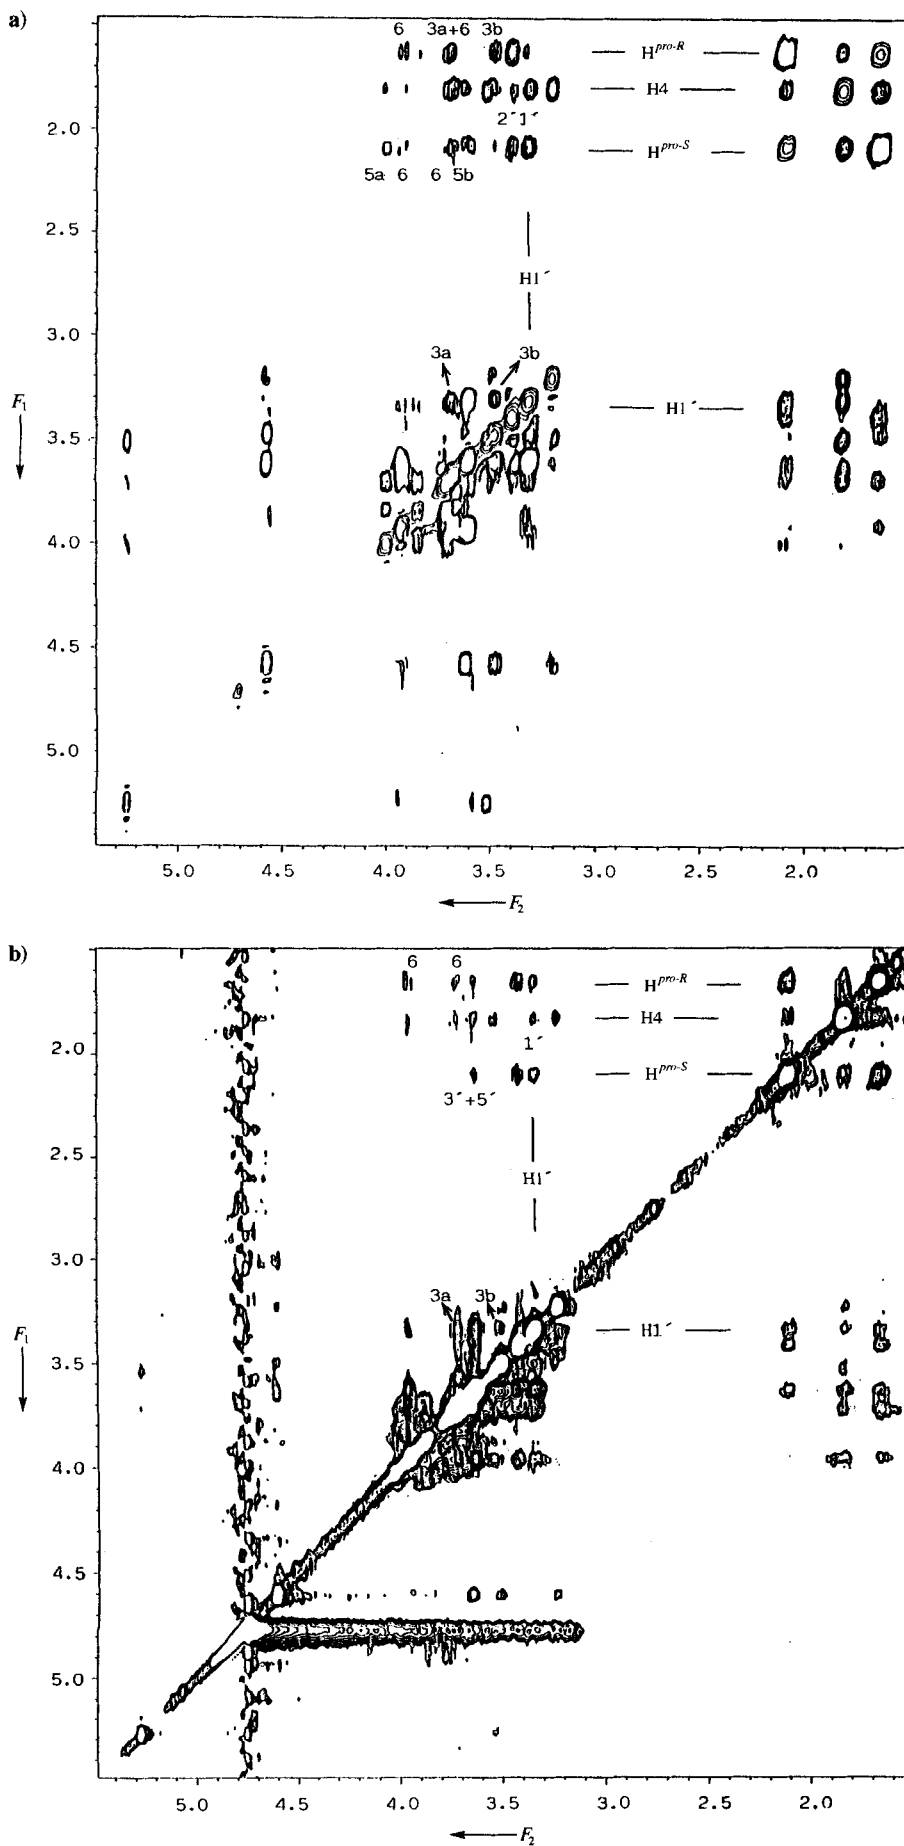 a)
6 3a+6 3b
H^pro-R
H4
2´1´
2.0
H^pro-S
5a 6 6 5b
2.5
H1´
3.0
3a 3b
F₁
H1´
3.5
4.0
4.5
5.0
5.0 4.5 4.0 3.5 3.0 2.5 2.0
F₂
b)
6 6
H^pro-R
H4
2.0
1´
H^pro-S
3´+5´
2.5
H1´
3.0
3a 3b
F₁
H1´
3.5
4.0
4.5
5.0
5.0 4.5 4.0 3.5 3.0 2.5 2.0
F₂